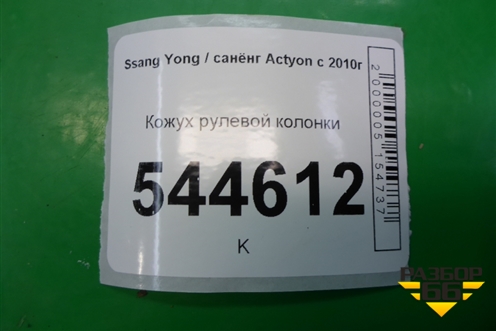 Ssang Yong / санёнг Actyon с 2010г
Кожух рулевой колонки
544612
К
2000005154737
РАЗБОР
66